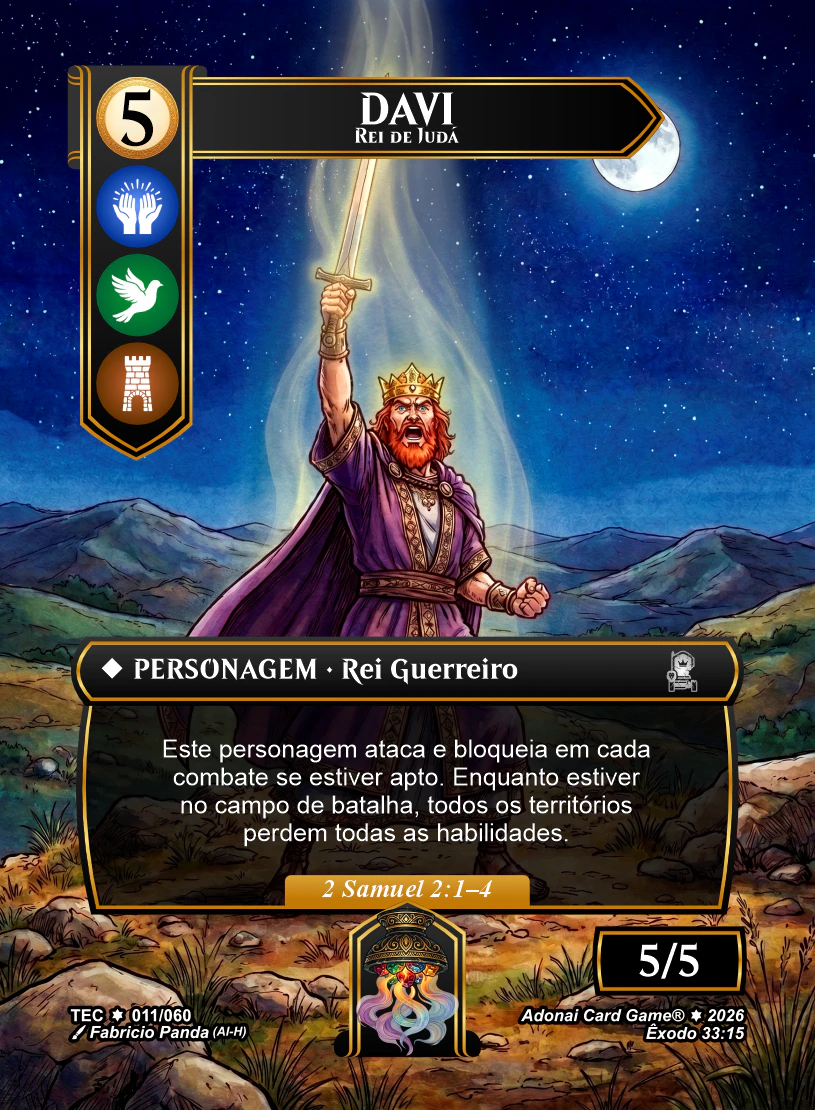 5
DAVI
REI DE JUDÁ
◆ PERSONAGEM · Rei Guerreiro
Este personagem ataca e bloqueia em cada
combate se estiver apto. Enquanto estiver
no campo de batalha, todos os territórios
perdem todas as habilidades.
2 Samuel 2:1–4
5/5
TEC ✶ 011/060
Fabricio Panda (AI-H)
Adonai Card Game® ✶ 2026
Êxodo 33:15